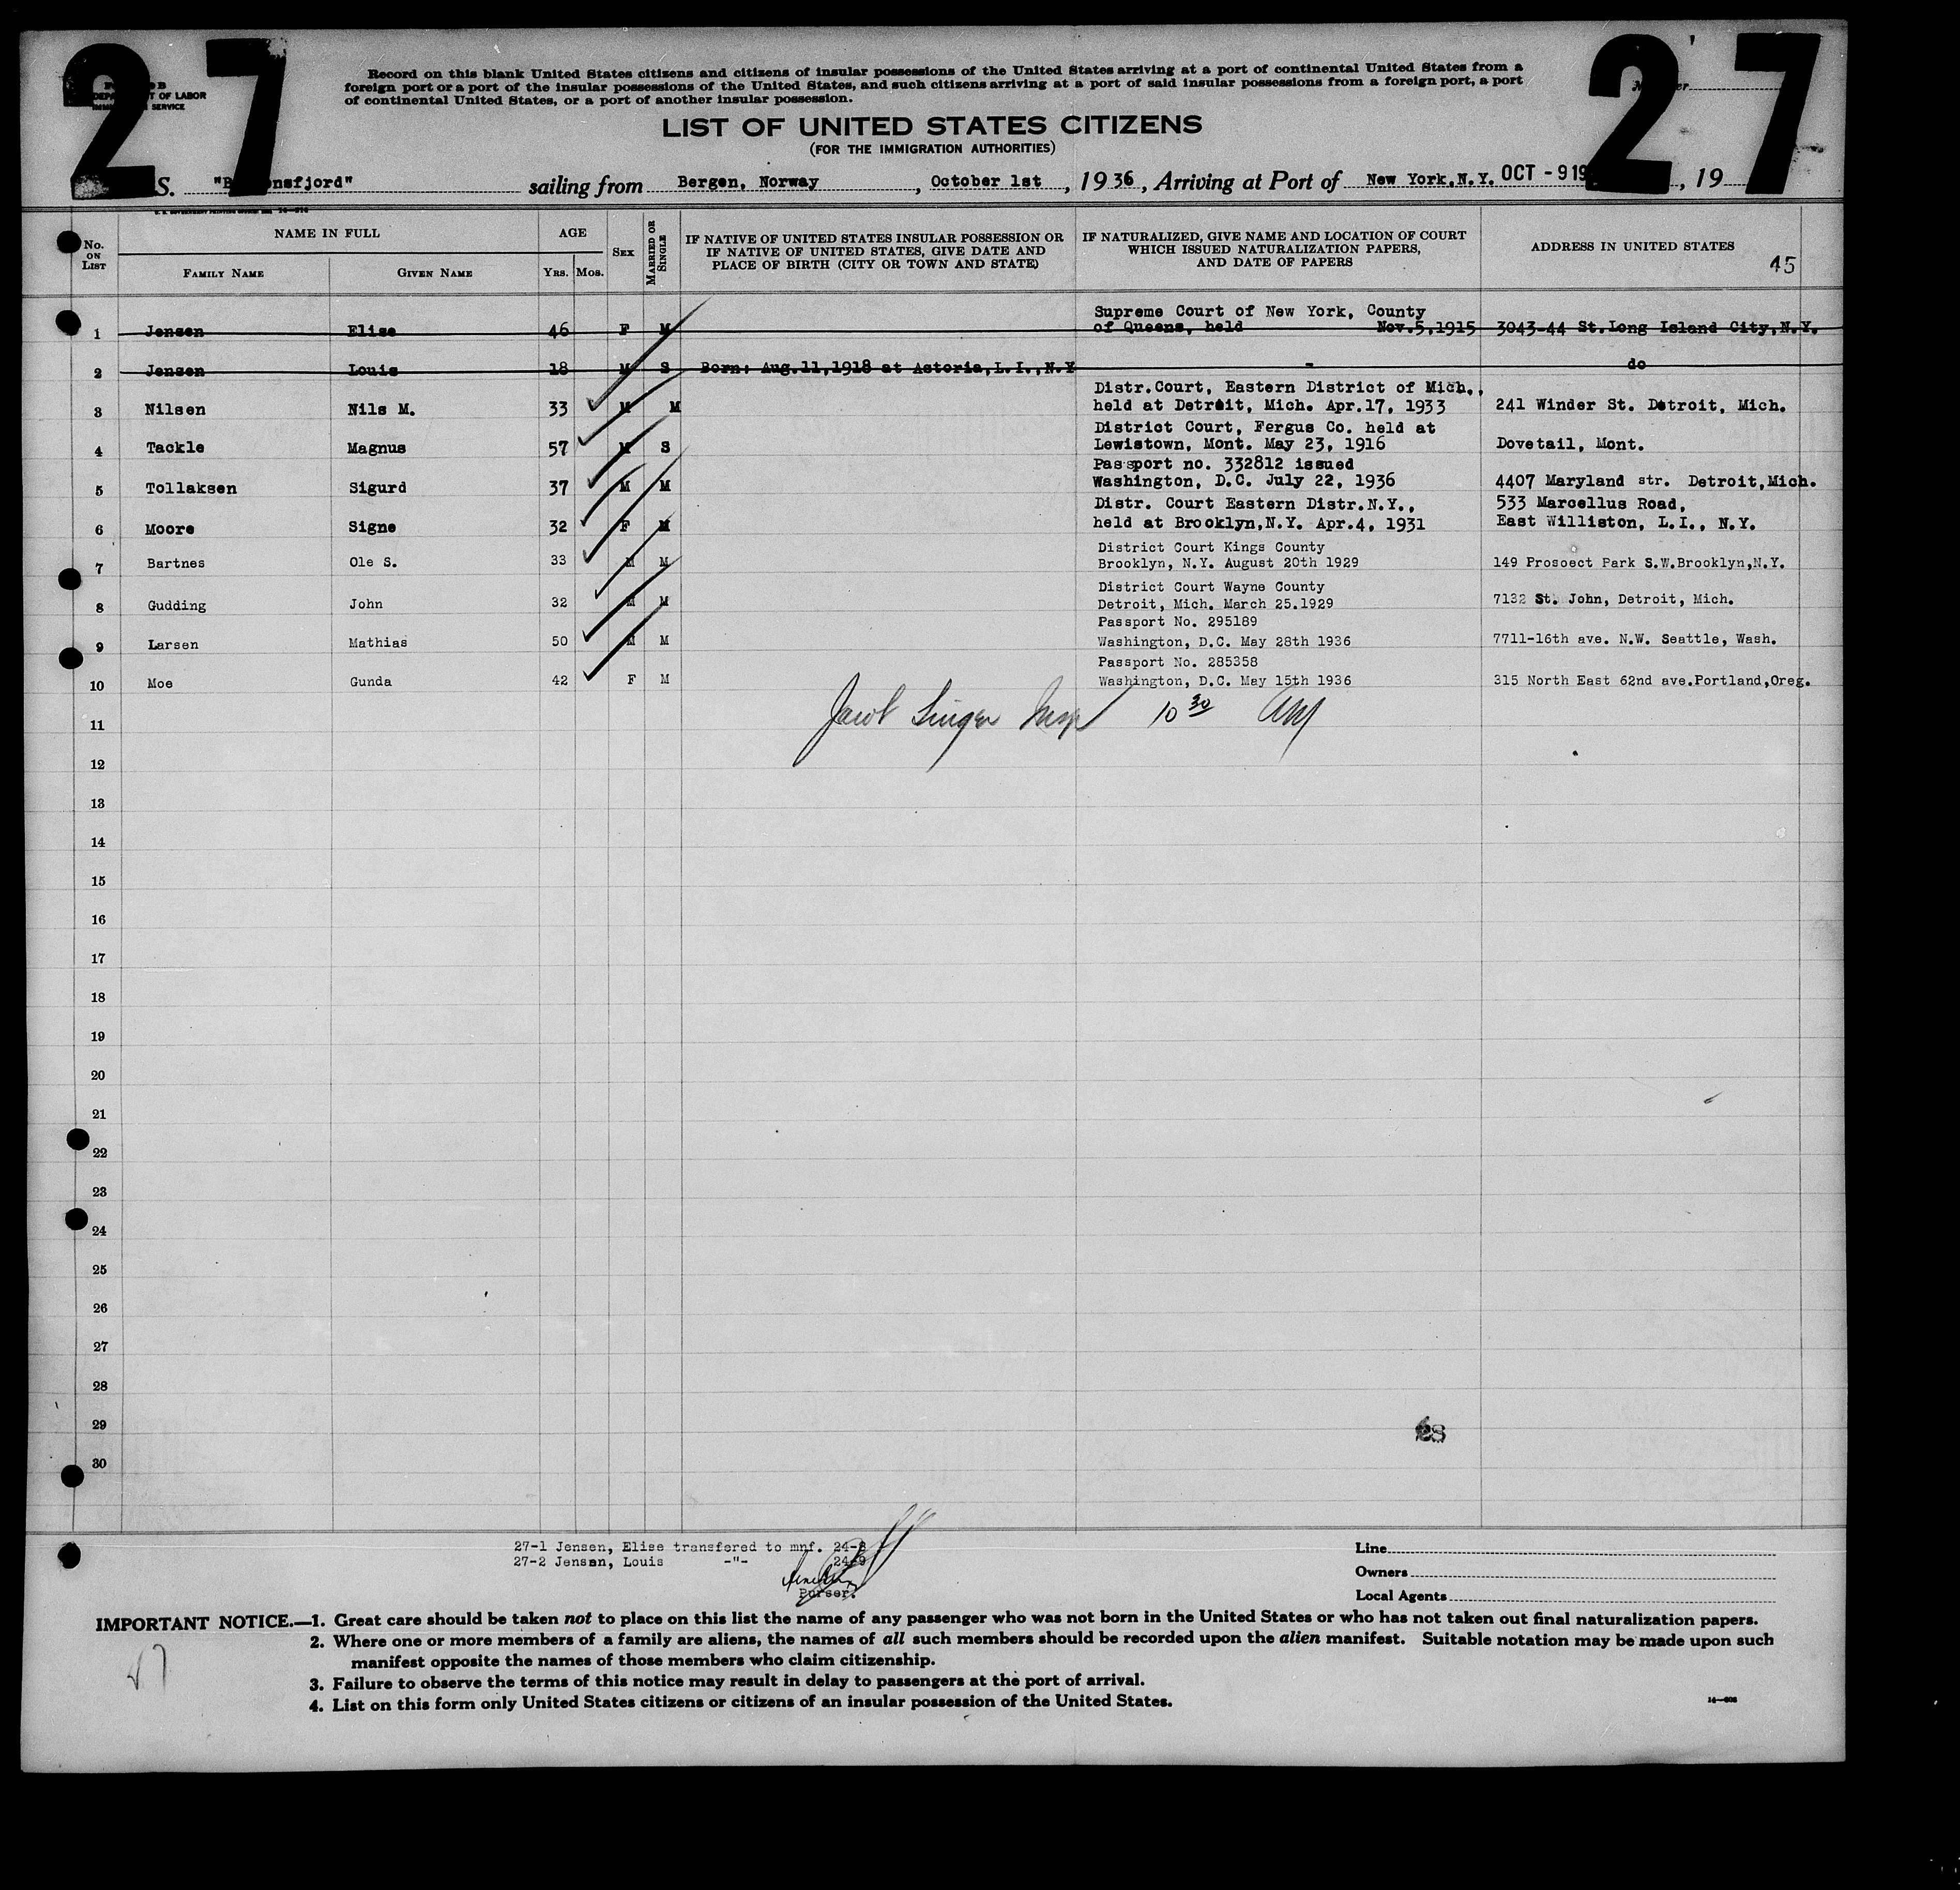 27 27
DEPARTMENT OF LABOR
SERVICE
Record on this blank United States citizens and citizens of insular possessions of the United States arriving at a port of continental United States from a
foreign port or a port of the insular possessions of the United States, and such citizens arriving at a port of said insular possessions from a foreign port, a port
of continental United States, or a port of another insular possession.
LIST OF UNITED STATES CITIZENS
(FOR THE IMMIGRATION AUTHORITIES)
S. sailing from Bergen, Norway, October 1st, 1936, Arriving at Port of New York,N.Y. OCT - 9 19 , 19
No. ON LIST
NAME IN FULL
FAMILY NAME GIVEN NAME
AGE
YRS. MOS.
SEX
MARRIED OR SINGLE
IF NATIVE OF UNITED STATES INSULAR POSSESSION OR
IF NATIVE OF UNITED STATES, GIVE DATE AND
PLACE OF BIRTH (CITY OR TOWN AND STATE)
IF NATURALIZED, GIVE NAME AND LOCATION OF COURT
WHICH ISSUED NATURALIZATION PAPERS,
AND DATE OF PAPERS
ADDRESS IN UNITED STATES
45
Supreme Court of New York, County
1 Jensen Elise 46 F M of Queens, held Nov.5,1915 3043-44 St.Long Island City,N.Y.
2 Jensen Louis 18 M S Born: Aug.11,1918 at Astoria,L.I.,N.Y - do
Distr.Court, Eastern District of Mich.,
3 Nilsen Nils M. 33 M M held at Detroit, Mich. Apr.17, 1933 241 Winder St. Detroit, Mich.
District Court, Fergus Co. held at
4 Tackle Magnus 57 M S Lewistown, Mont. May 23, 1916 Dovetail, Mont.
Passport no. 332812 issued
5 Tollaksen Sigurd 37 M M Washington, D.C. July 22, 1936 4407 Maryland str. Detroit,Mich.
Distr. Court Eastern Distr.N.Y., 533 Marcellus Road,
6 Moore Signe 32 F M held at Brooklyn,N.Y. Apr.4, 1931 East Williston, L.I., N.Y.
District Court Kings County
7 Bartnes Ole S. 33 M M Brooklyn, N.Y. August 20th 1929 149 Prosoect Park S.W.Brooklyn,N.Y.
District Court Wayne County
8 Gudding John 32 M M Detroit, Mich. March 25.1929 7132 St. John, Detroit, Mich.
Passport No. 295189
9 Larsen Mathias 50 M M Washington, D.C. May 28th 1936 7711-16th ave. N.W. Seattle, Wash.
Passport No. 285358
10 Moe Gunda 42 F M Washington, D.C. May 15th 1936 315 North East 62nd ave.Portland,Oreg.
11 Jacob Singer Insp 10 30 AM
12
13
14
15
16
17
18
19
20
21
22
23
24
25
26
27
28
29
30
27-1 Jensen, Elise transfered to mnf. 24-8
27-2 Jensen, Louis -"- 24-9
Purser.
Line
Owners
Local Agents
IMPORTANT NOTICE.—1. Great care should be taken not to place on this list the name of any passenger who was not born in the United States or who has not taken out final naturalization papers.
2. Where one or more members of a family are aliens, the names of all such members should be recorded upon the alien manifest. Suitable notation may be made upon such
manifest opposite the names of those members who claim citizenship.
3. Failure to observe the terms of this notice may result in delay to passengers at the port of arrival.
4. List on this form only United States citizens or citizens of an insular possession of the United States.